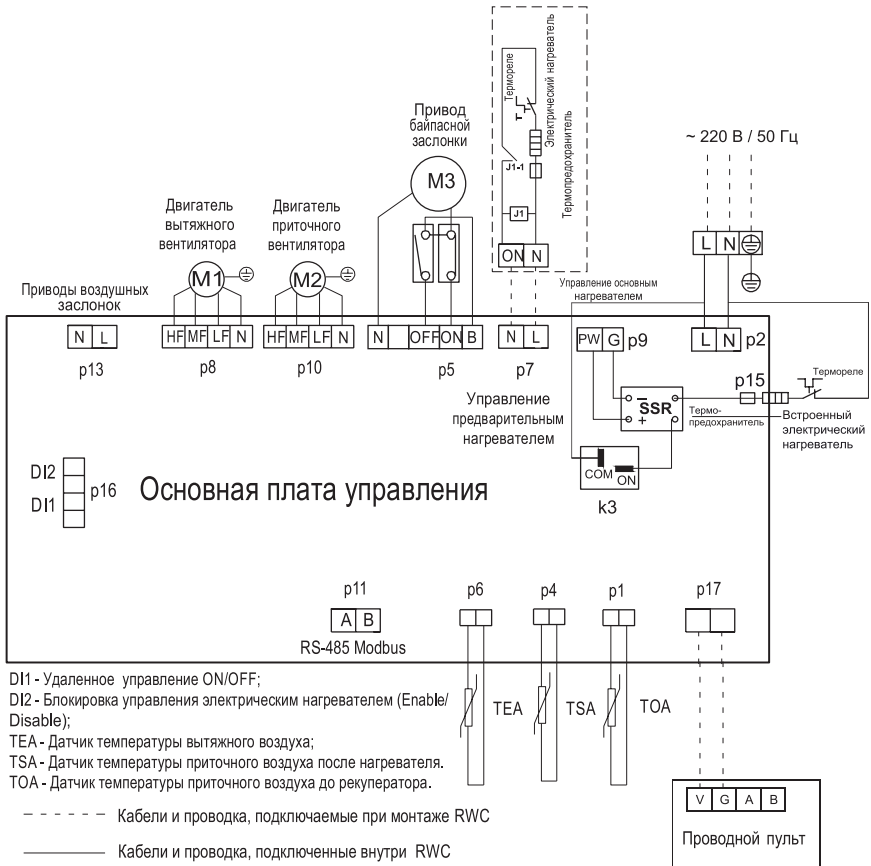 Термореле
Электрический нагреватель
Термопредохранитель
J1-1
J1
ON N
Привод
байпасной
заслонки
M3
~ 220 В / 50 Гц
L N
Двигатель
вытяжного
вентилятора
M1
Двигатель
приточного
вентилятора
M2
Управление основным
нагревателем
Приводы воздушных
заслонок
N L
p13
HF MF LF N
p8
HF MF LF N
p10
N OFF ON B
p5
N L
p7
Управление
предварительным
нагревателем
PW G p9
L N p2
p15
Термореле
SSR
− +
Термо-
предохранитель
Встроенный
электрический
нагреватель
COM ON
k3
DI2
DI1
p16
Основная плата управления
p11
A B
RS-485 Modbus
p6
p4
p1
p17
TEA
TSA
TOA
DI1 - Удаленное управление ON/OFF;
DI2 - Блокировка управления электрическим нагревателем (Enable/
Disable);
TEA - Датчик температуры вытяжного воздуха;
TSA - Датчик температуры приточного воздуха после нагревателя.
TOA - Датчик температуры приточного воздуха до рекуператора.
Кабели и проводка, подключаемые при монтаже RWC
Кабели и проводка, подключенные внутри RWC
V G A B
Проводной пульт